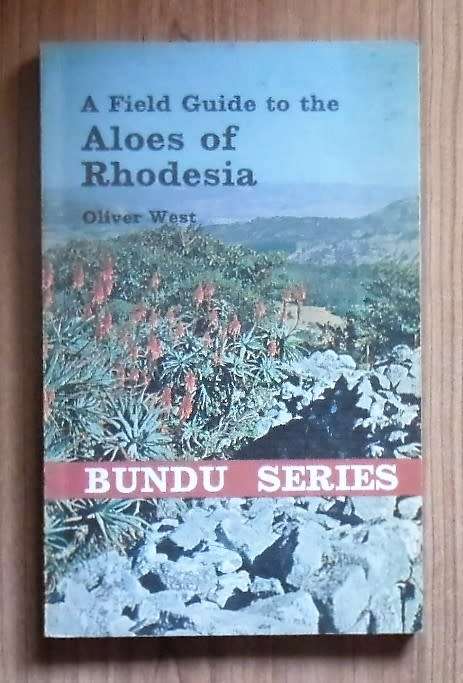 A Field Guide to the
Aloes of
Rhodesia
Oliver West
BUNDU SERIES